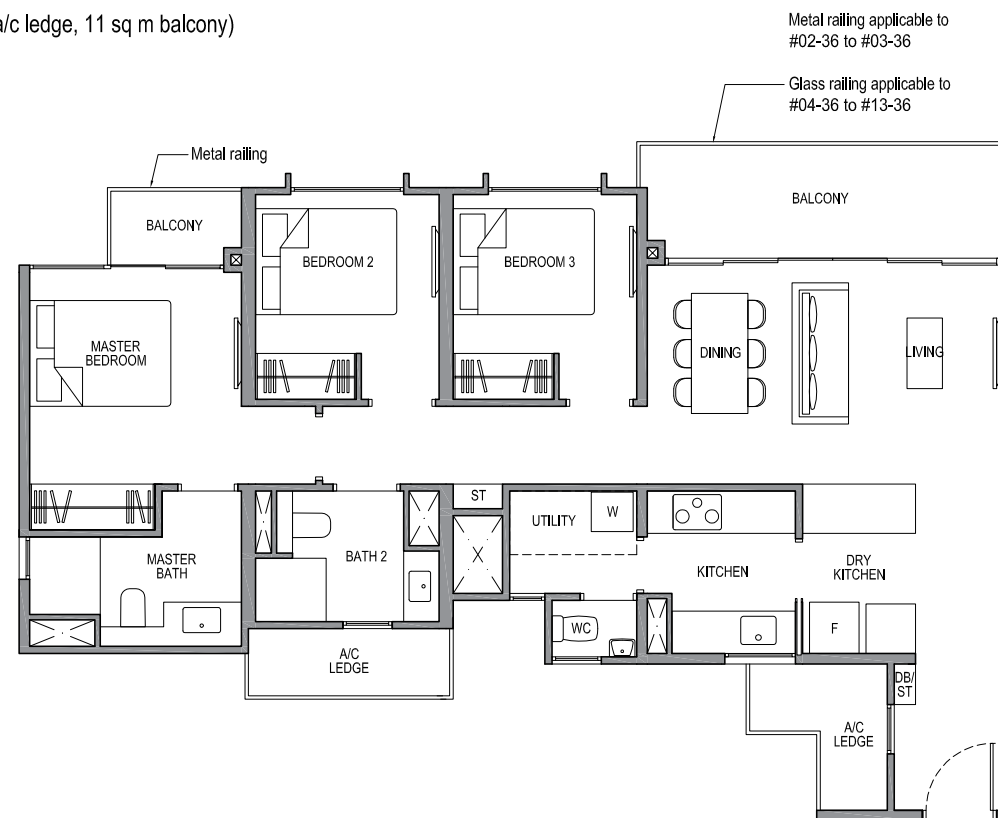 a/c ledge, 11 sq m balcony)
Metal railing applicable to
#02-36 to #03-36
Glass railing applicable to
#04-36 to #13-36
Metal railing
BALCONY
BALCONY
BEDROOM 2
BEDROOM 3
MASTER
BEDROOM
DINING
LIVING
ST
UTILITY
W
MASTER
BATH
BATH 2
KITCHEN
DRY
KITCHEN
WC
F
A/C
LEDGE
DB/
ST
A/C
LEDGE